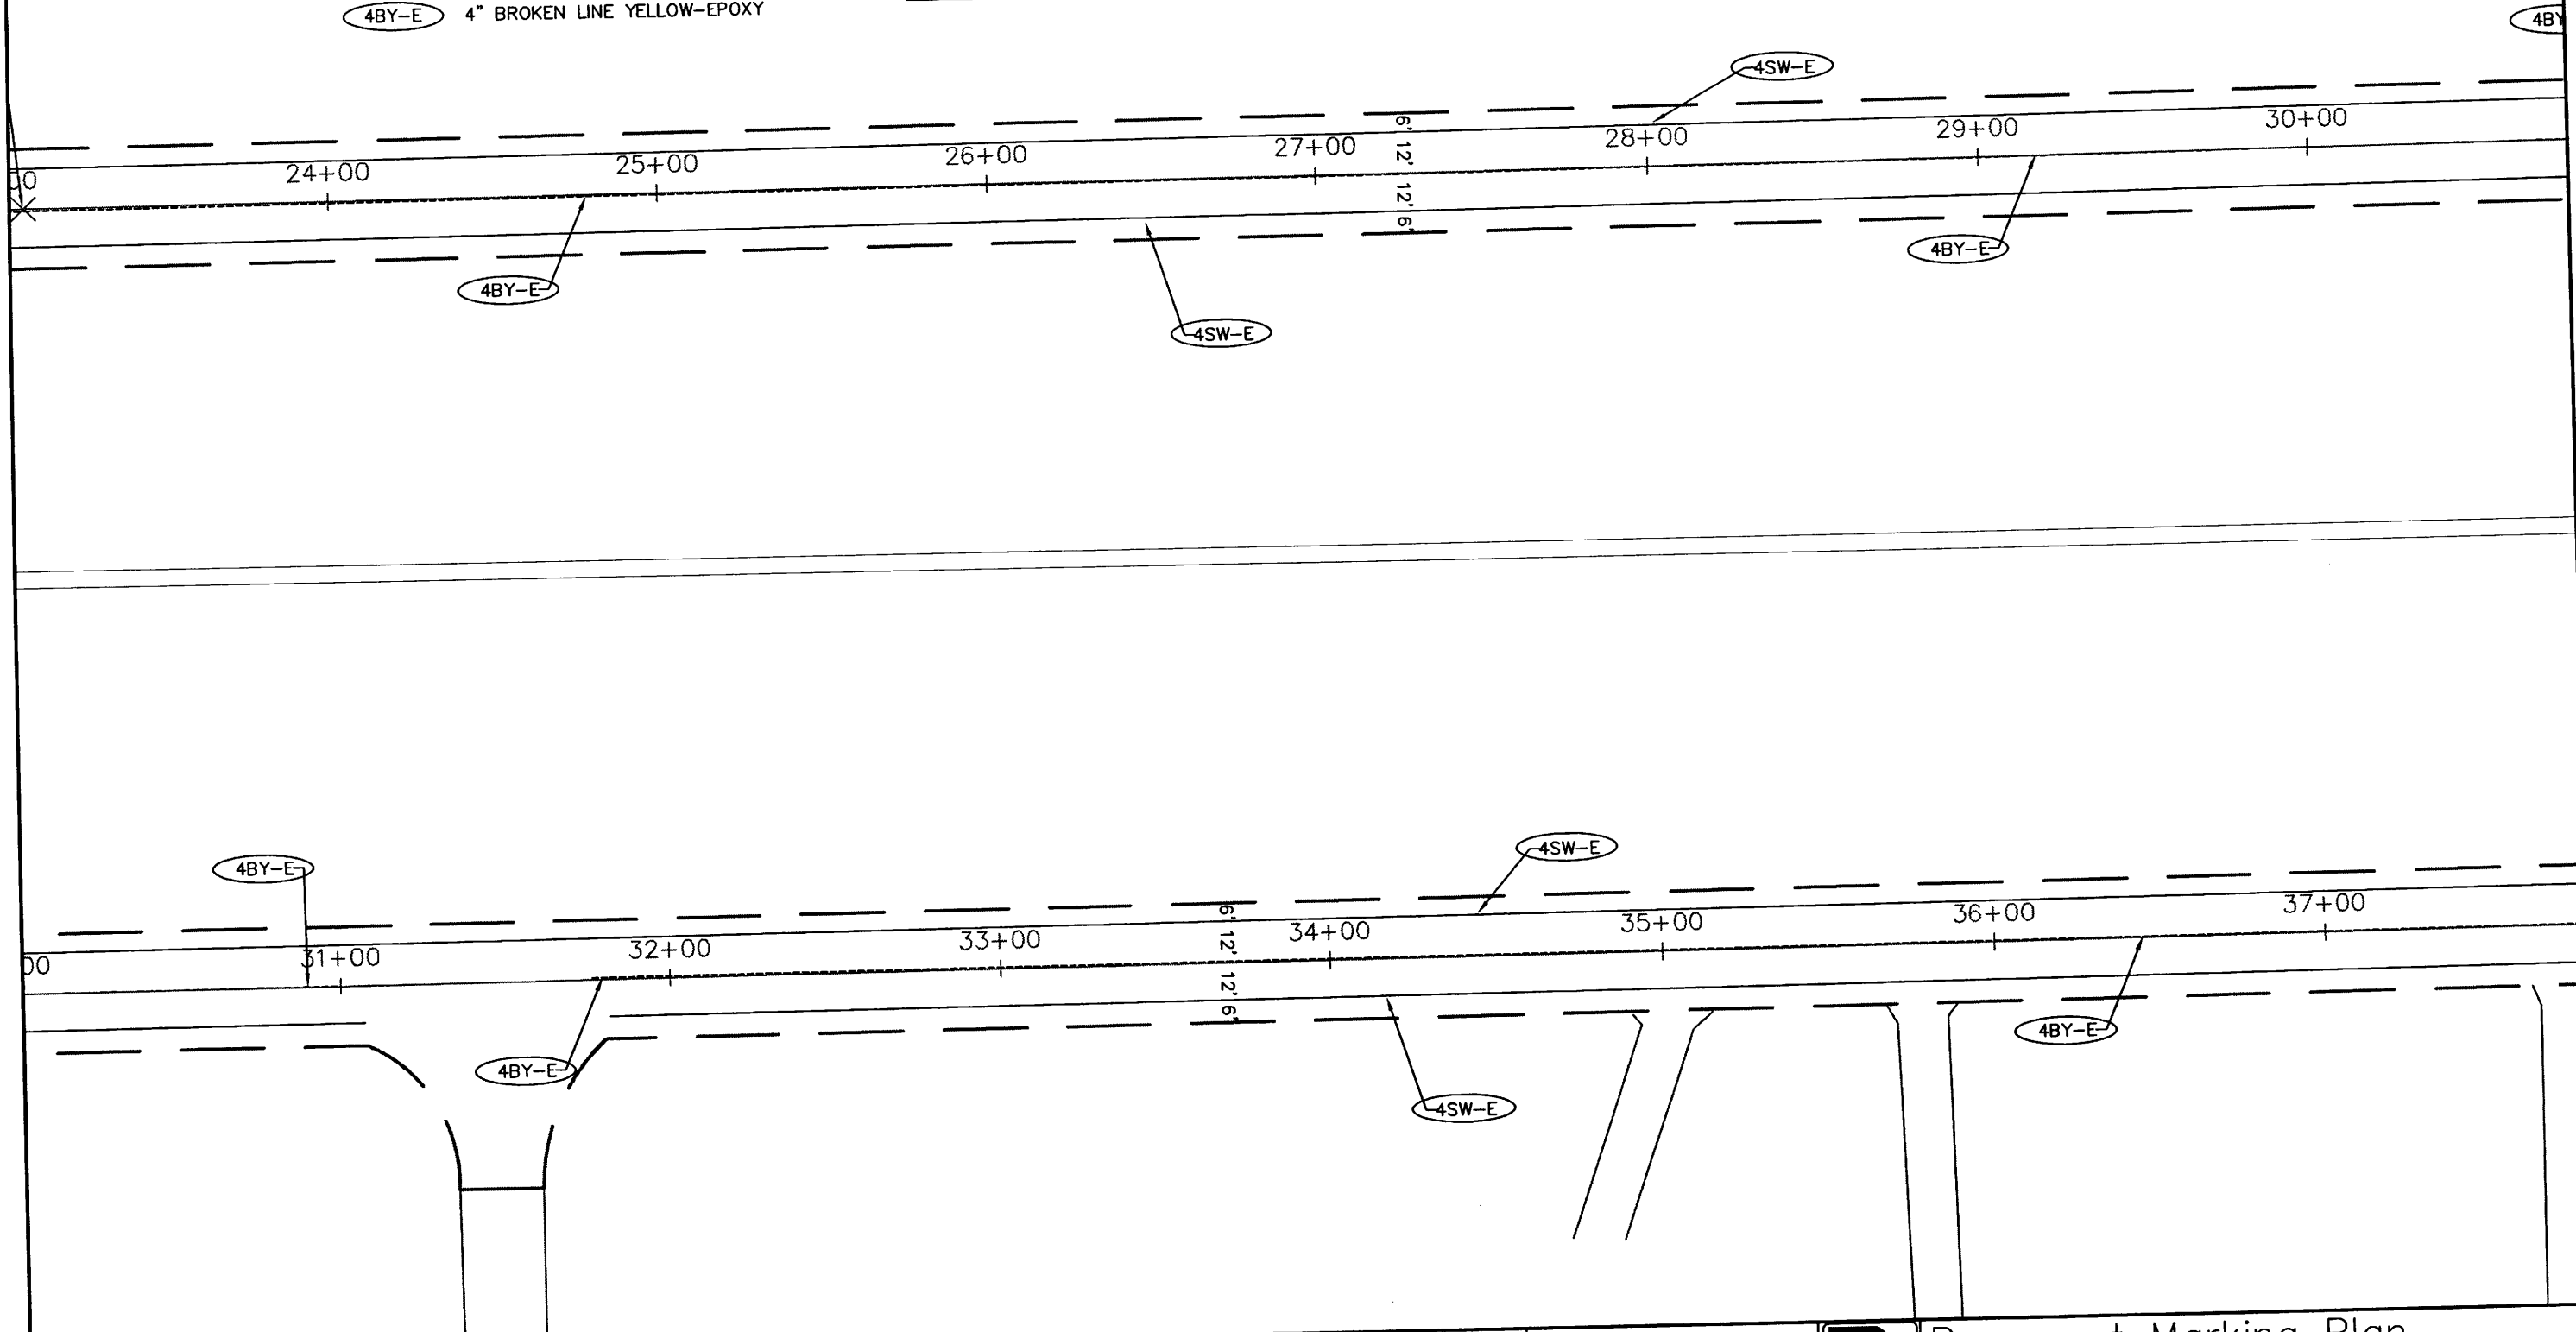 4BY-E 4" BROKEN LINE YELLOW-EPOXY
4BY
4SW-E
24+00 25+00 26+00 27+00 28+00 29+00 30+00
6' 12' 12' 6'
4BY-E
4SW-E
4BY-E
4BY-E
4SW-E
31+00 32+00 33+00 34+00 35+00 36+00 37+00
6' 12' 12' 6'
4BY-E
4SW-E
4BY-E
Marking Plan